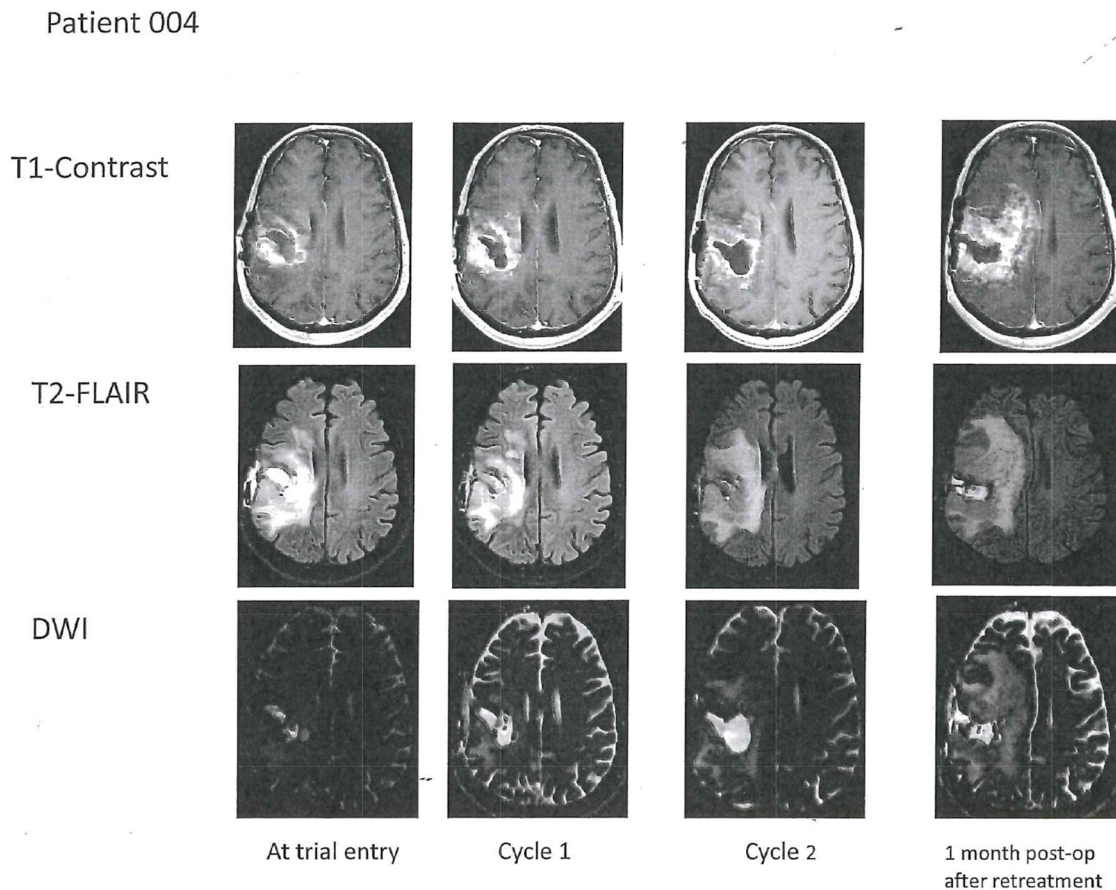 Patient 004
T1-Contrast
T2-FLAIR
DWI
At trial entry
Cycle 1
Cycle 2
1 month post-op
after retreatment